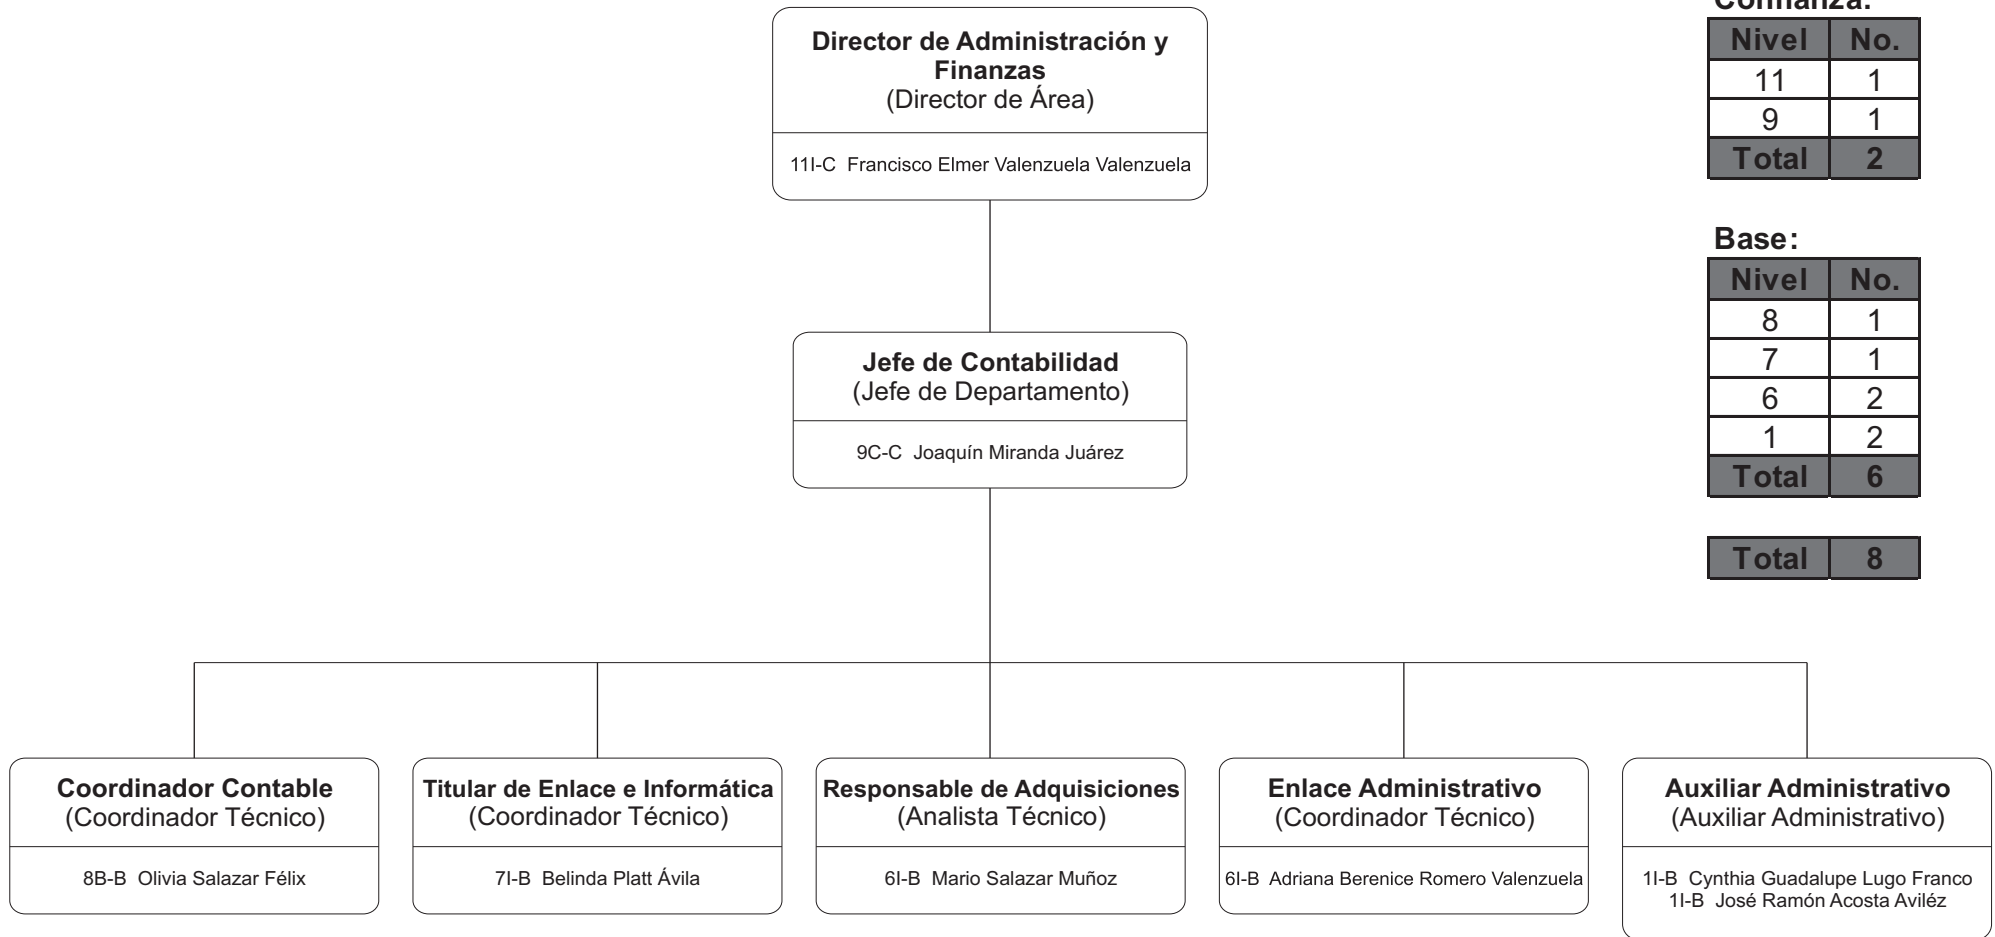 Director de Administración y
Finanzas
(Director de Área)
11I-C Francisco Elmer Valenzuela Valenzuela
Confianza:
Nivel No.
11 1
9 1
Total 2
Base:
Nivel No.
8 1
7 1
6 2
1 2
Total 6
Total 8
Jefe de Contabilidad
(Jefe de Departamento)
9C-C Joaquín Miranda Juárez
Coordinador Contable
(Coordinador Técnico)
8B-B Olivia Salazar Félix
Titular de Enlace e Informática
(Coordinador Técnico)
7I-B Belinda Platt Ávila
Responsable de Adquisiciones
(Analista Técnico)
6I-B Mario Salazar Muñoz
Enlace Administrativo
(Coordinador Técnico)
6I-B Adriana Berenice Romero Valenzuela
Auxiliar Administrativo
(Auxiliar Administrativo)
1I-B Cynthia Guadalupe Lugo Franco
1I-B José Ramón Acosta Aviléz